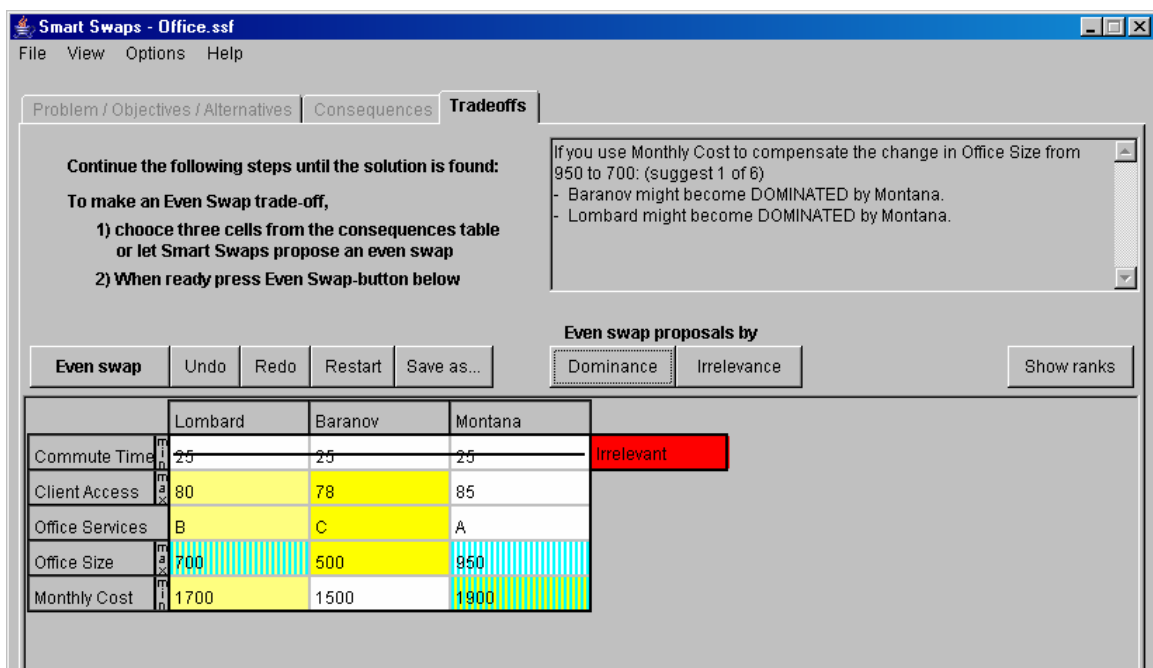 Smart Swaps - Office.ssf
File View Options Help
Problem / Objectives / Alternatives Consequences Tradeoffs
Continue the following steps until the solution is found:
To make an Even Swap trade-off,
1) chooce three cells from the consequences table
or let Smart Swaps propose an even swap
2) When ready press Even Swap-button below
If you use Monthly Cost to compensate the change in Office Size from
950 to 700: (suggest 1 of 6)
- Baranov might become DOMINATED by Montana.
- Lombard might become DOMINATED by Montana.
Even swap proposals by
Even swap Undo Redo Restart Save as... Dominance Irrelevance Show ranks
Lombard Baranov Montana
Commute Time min 25 25 25 Irrelevant
Client Access max 80 78 85
Office Services B C A
Office Size max 700 500 950
Monthly Cost min 1700 1500 1900